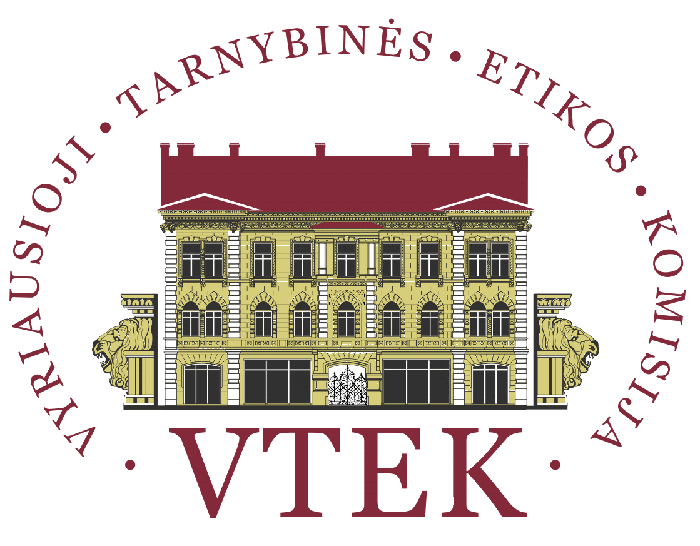 VYRIAUSIOJI • TARNYBINĖS • ETIKOS • KOMISIJA
• VTEK •